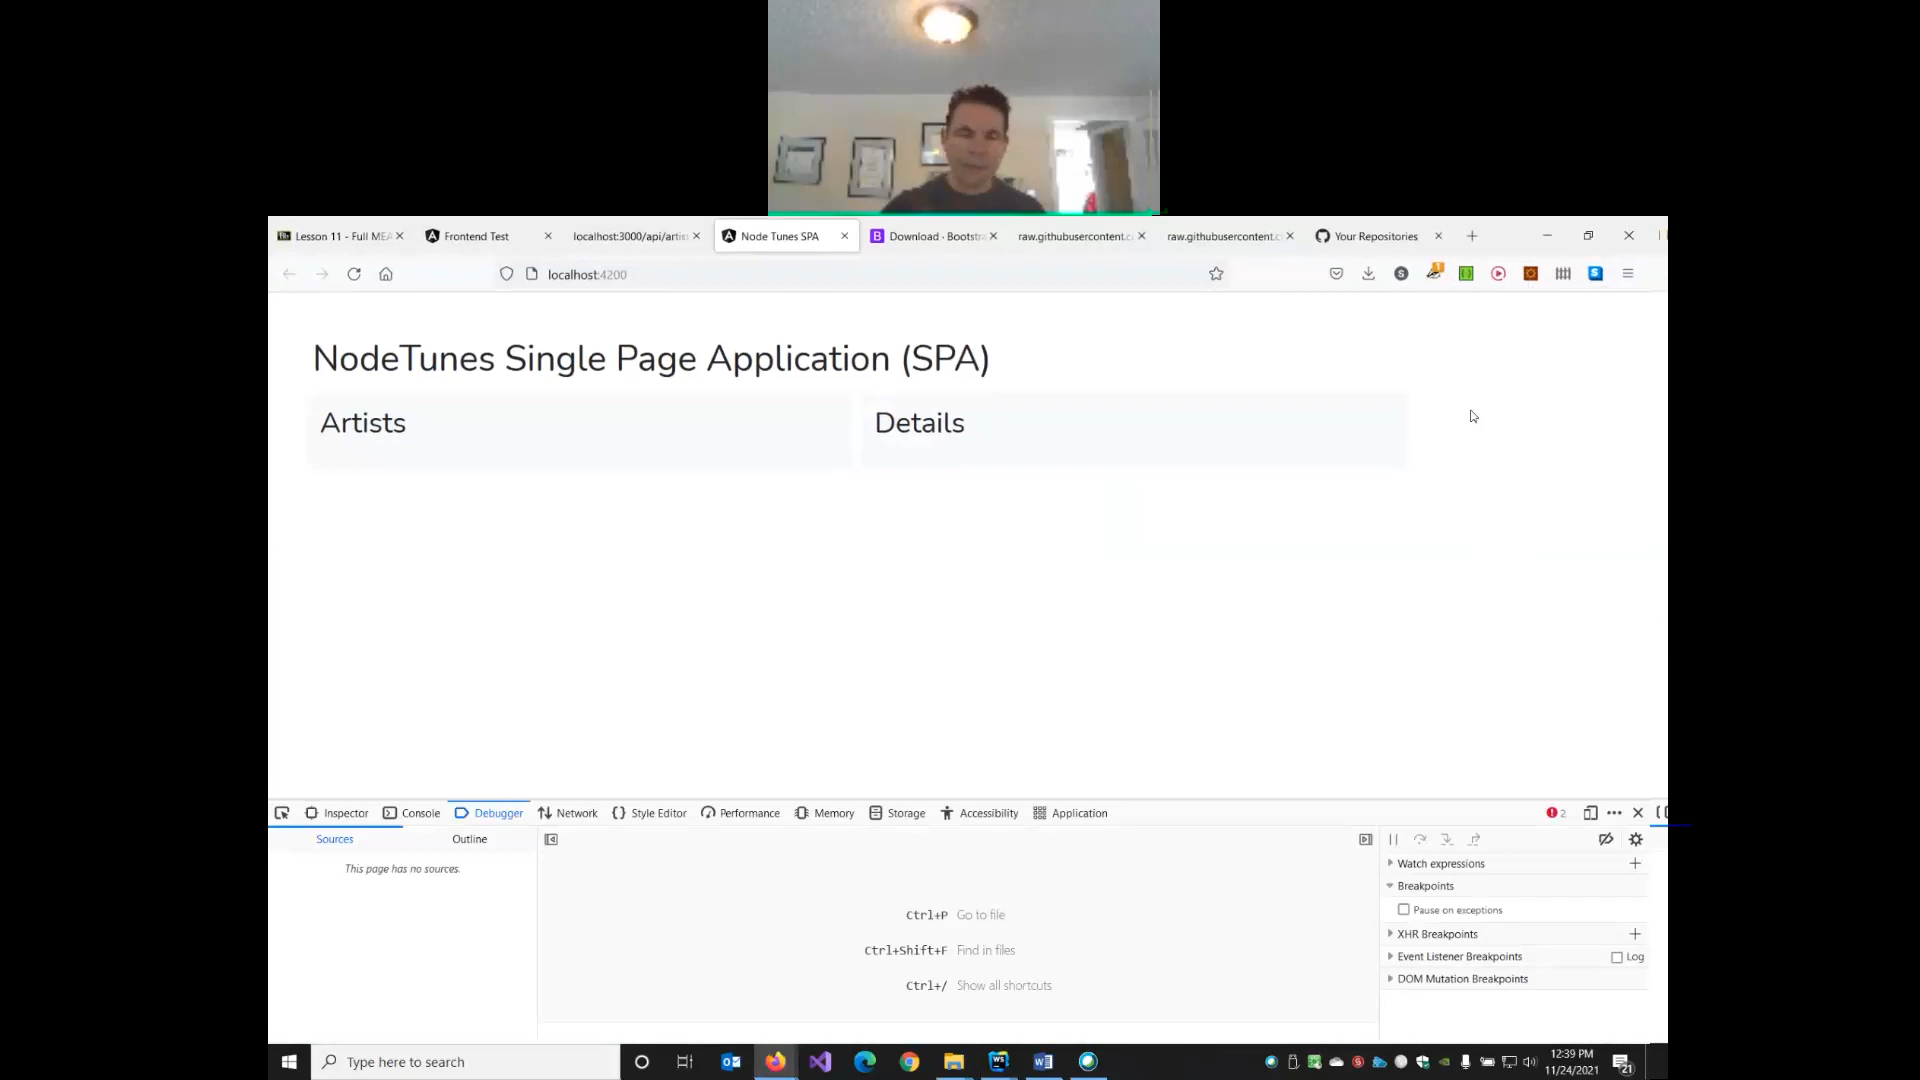 Lesson 11 - Full MEA
Frontend Test
localhost:3000/api/artis
Node Tunes SPA
Download · Bootstra
raw.githubusercontent.c
raw.githubusercontent.c
Your Repositories
localhost:4200
NodeTunes Single Page Application (SPA)
Artists
Details
Inspector
Console
Debugger
Network
Style Editor
Performance
Memory
Storage
Accessibility
Application
2
Sources
Outline
This page has no sources.
Ctrl+P Go to file
Ctrl+Shift+F Find in files
Ctrl+/ Show all shortcuts
Watch expressions
Breakpoints
Pause on exceptions
XHR Breakpoints
Event Listener Breakpoints
Log
DOM Mutation Breakpoints
Type here to search
12:39 PM
11/24/2021
21